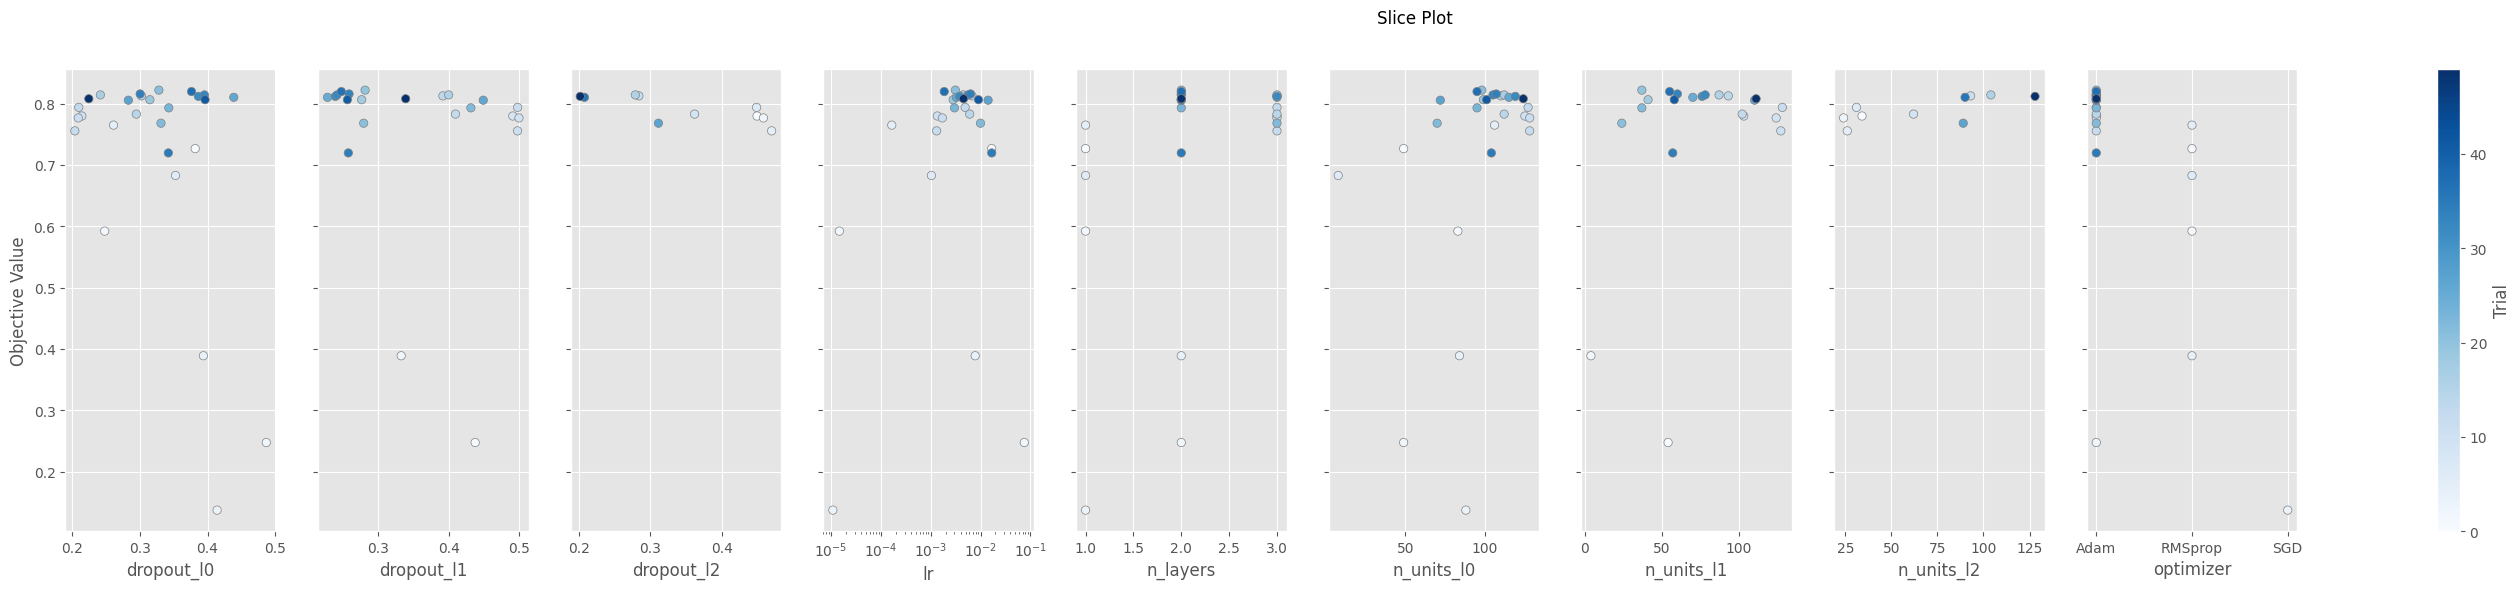 Slice Plot
Objective Value
0.8
0.7
0.6
0.5
0.4
0.3
0.2
0.2 0.3 0.4 0.5
dropout_l0
0.3 0.4 0.5
dropout_l1
0.2 0.3 0.4
dropout_l2
10⁻⁵ 10⁻⁴ 10⁻³ 10⁻² 10⁻¹
lr
1.0 1.5 2.0 2.5 3.0
n_layers
50 100
n_units_l0
0 50 100
n_units_l1
25 50 75 100 125
n_units_l2
Adam RMSprop SGD
optimizer
40
30
20
10
0
Trial